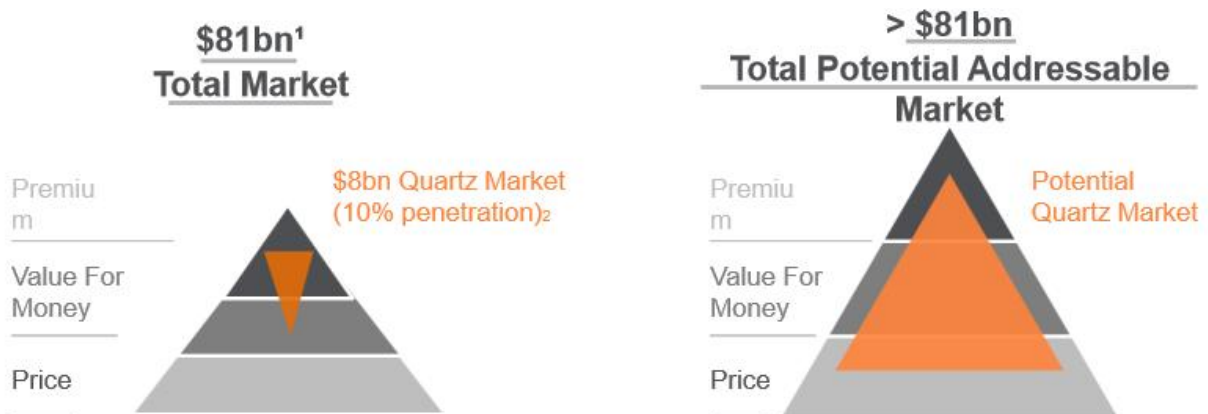 $81bn¹
Total Market
$8bn Quartz Market
(10% penetration)₂
Premiu
m
Value For
Money
Price
> $81bn
Total Potential Addressable
Market
Potential
Quartz Market
Premiu
m
Value For
Money
Price